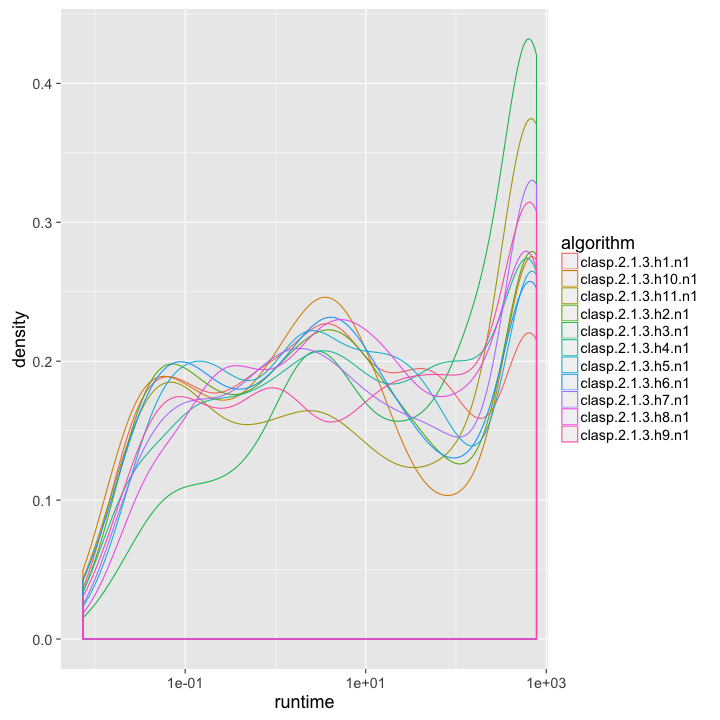 density
0.4
0.3
0.2
0.1
0.0
1e-01
1e+01
1e+03
runtime
algorithm
clasp.2.1.3.h1.n1
clasp.2.1.3.h10.n1
clasp.2.1.3.h11.n1
clasp.2.1.3.h2.n1
clasp.2.1.3.h3.n1
clasp.2.1.3.h4.n1
clasp.2.1.3.h5.n1
clasp.2.1.3.h6.n1
clasp.2.1.3.h7.n1
clasp.2.1.3.h8.n1
clasp.2.1.3.h9.n1